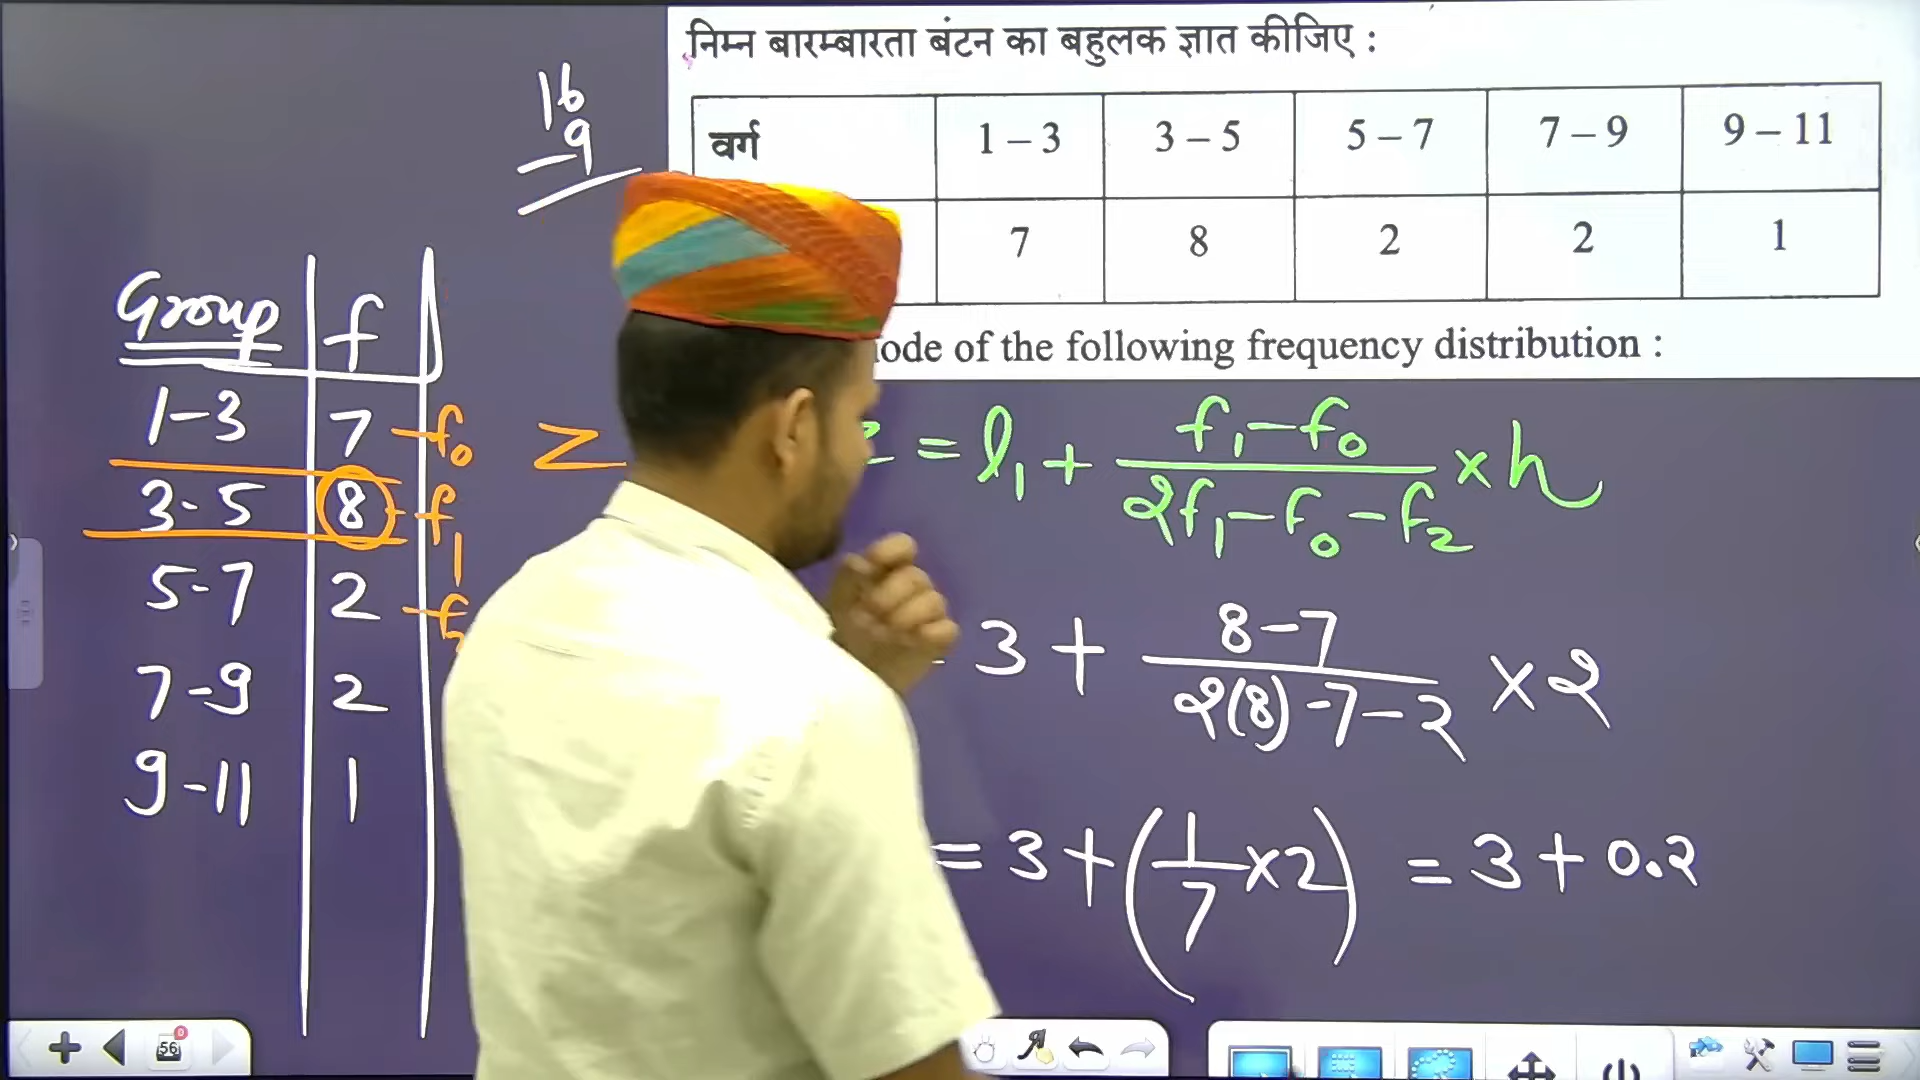 निम्न बारम्बारता बंटन का बहुलक ज्ञात कीजिए :
वर्ग 1 – 3 3 – 5 5 – 7 7 – 9 9 – 11
7 8 2 2 1
of the following frequency distribution :
16
- 9
Group f
1-3 7 - f₀
3-5 8 - f₁
5-7 2
7-9 2
9-11 1
Z
= l₁ + (f₁-f₀)/(2f₁-f₀-f₂) × h
3 + (8-7)/(2(8)-7-2) × 2
= 3 + (1/7 × 2) = 3 + 0.2
56